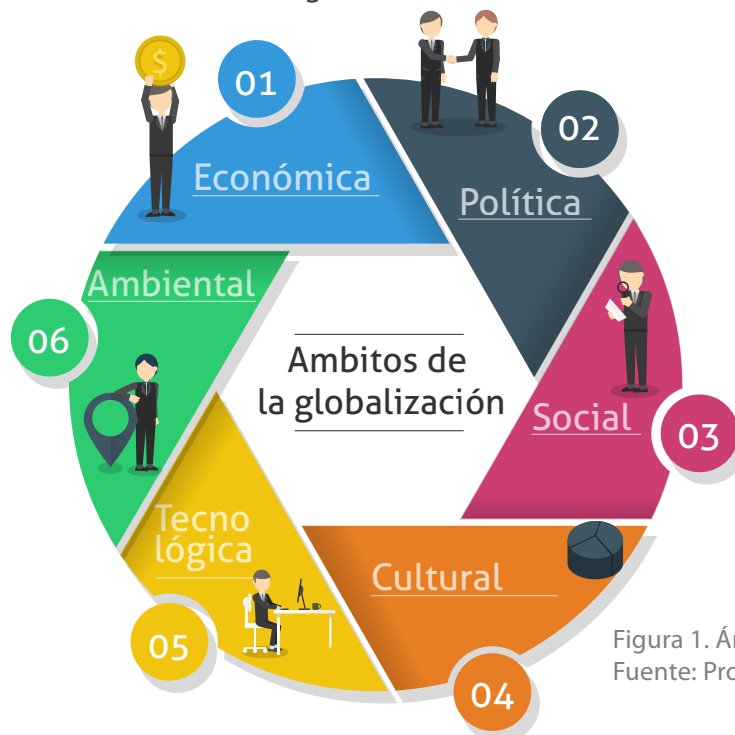 01
Económica
02
Política
03
Social
04
Cultural
05
Tecno
lógica
06
Ambiental
Ambitos de
la globalización
Figura 1.
Fuente:
$